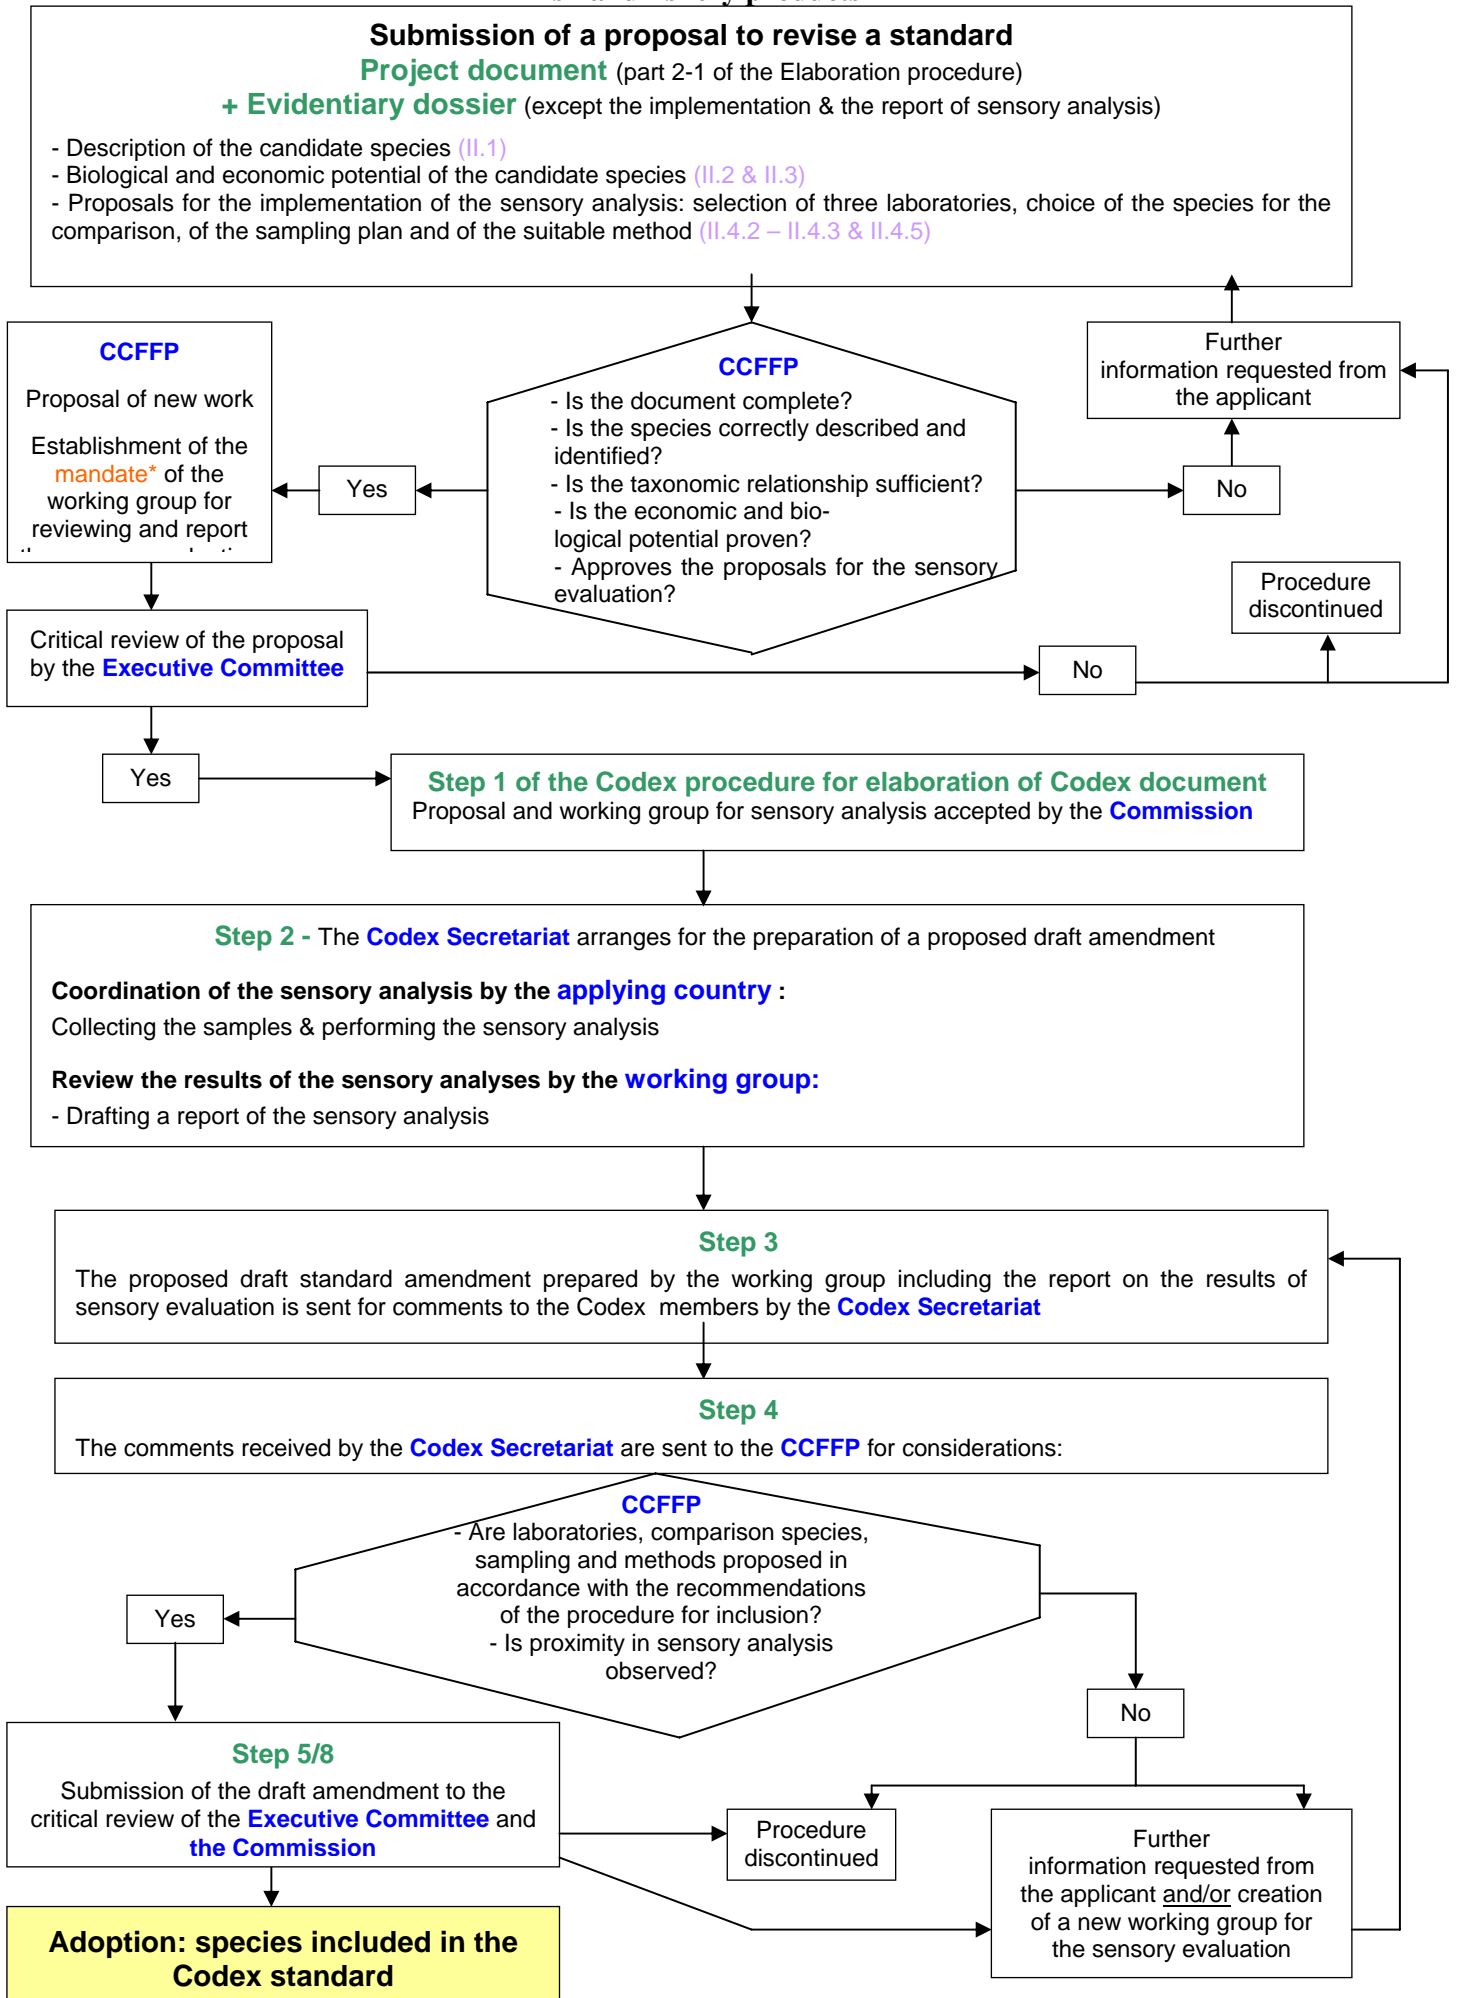 Submission of a proposal to revise a standard
Project document (part 2-1 of the Elaboration procedure)
+ Evidentiary dossier (except the implementation & the report of sensory analysis)
- Description of the candidate species (II.1)
- Biological and economic potential of the candidate species (II.2 & II.3)
- Proposals for the implementation of the sensory analysis: selection of three laboratories, choice of the species for the
comparison, of the sampling plan and of the suitable method (II.4.2 – II.4.3 & II.4.5)
CCFFP
Proposal of new work
Establishment of the
mandate* of the
working group for
reviewing and report
Yes
CCFFP
- Is the document complete?
- Is the species correctly described and
identified?
- Is the taxonomic relationship sufficient?
- Is the economic and bio-
logical potential proven?
- Approves the proposals for the sensory
evaluation?
Further
information requested from
the applicant
No
Procedure
discontinued
Critical review of the proposal
by the Executive Committee
No
Yes
Step 1 of the Codex procedure for elaboration of Codex document
Proposal and working group for sensory analysis accepted by the Commission
Step 2 - The Codex Secretariat arranges for the preparation of a proposed draft amendment
Coordination of the sensory analysis by the applying country :
Collecting the samples & performing the sensory analysis
Review the results of the sensory analyses by the working group:
- Drafting a report of the sensory analysis
Step 3
The proposed draft standard amendment prepared by the working group including the report on the results of
sensory evaluation is sent for comments to the Codex members by the Codex Secretariat
Step 4
The comments received by the Codex Secretariat are sent to the CCFFP for considerations:
CCFFP
- Are laboratories, comparison species,
sampling and methods proposed in
accordance with the recommendations
of the procedure for inclusion?
- Is proximity in sensory analysis
observed?
Yes
No
Step 5/8
Submission of the draft amendment to the
critical review of the Executive Committee and
the Commission
Procedure
discontinued
Further
information requested from
the applicant and/or creation
of a new working group for
the sensory evaluation
Adoption: species included in the
Codex standard